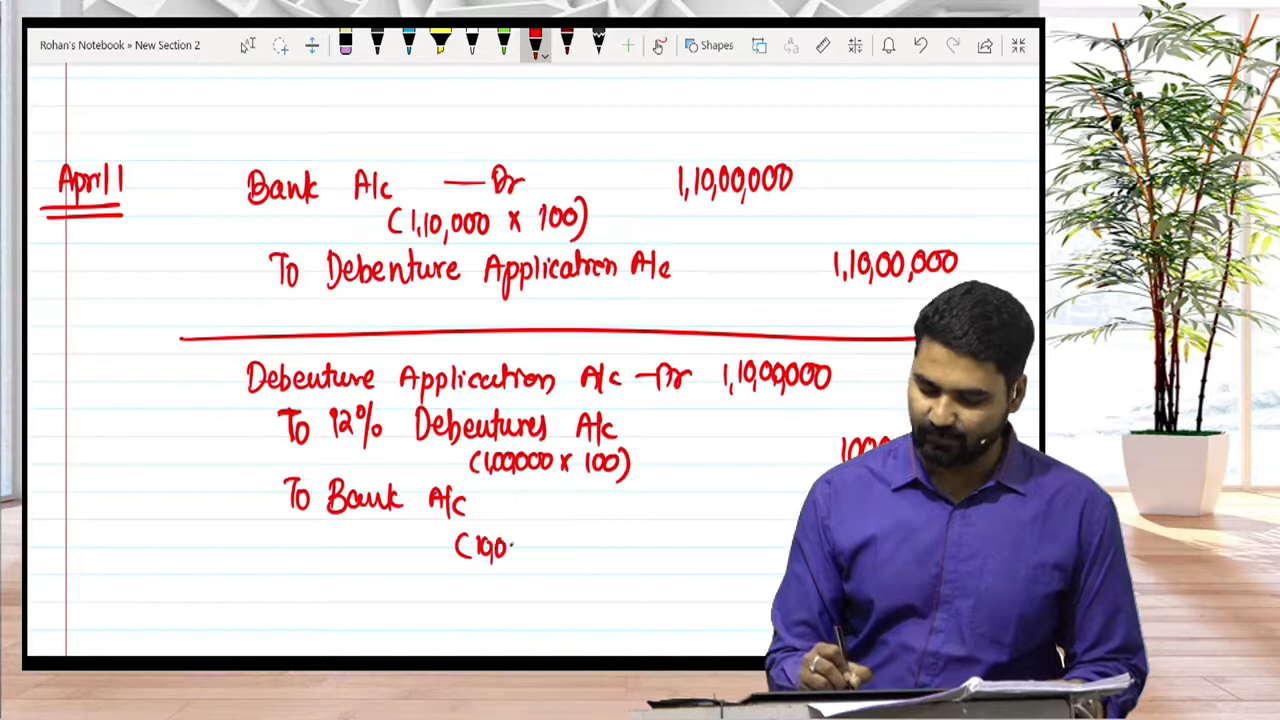 Rohan's Notebook » New Section 2
Shapes
April 1
Bank A/c — Dr 1,10,00,000
(1,10,000 x 100)
To Debenture Application A/c 1,10,00,000
Debenture Application A/c — Dr 1,10,00,000
To 12% Debentures A/c
(1,00,000 x 100)
To Bank A/c
(10,0